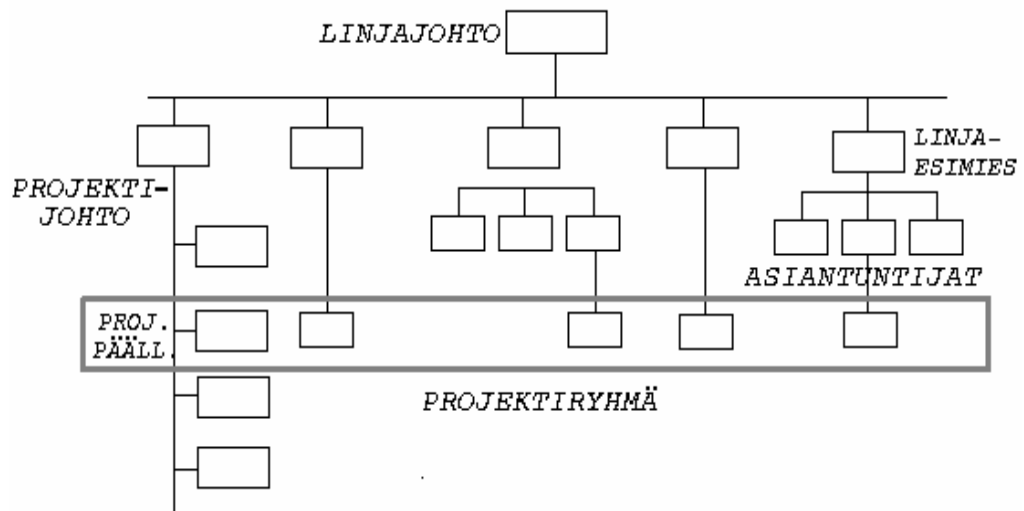 LINJAJOHTO
LINJA-
ESIMIES
PROJEKTI-
JOHTO
ASIANTUNTIJAT
PROJ.
PÄÄLL.
PROJEKTIRYHMÄ